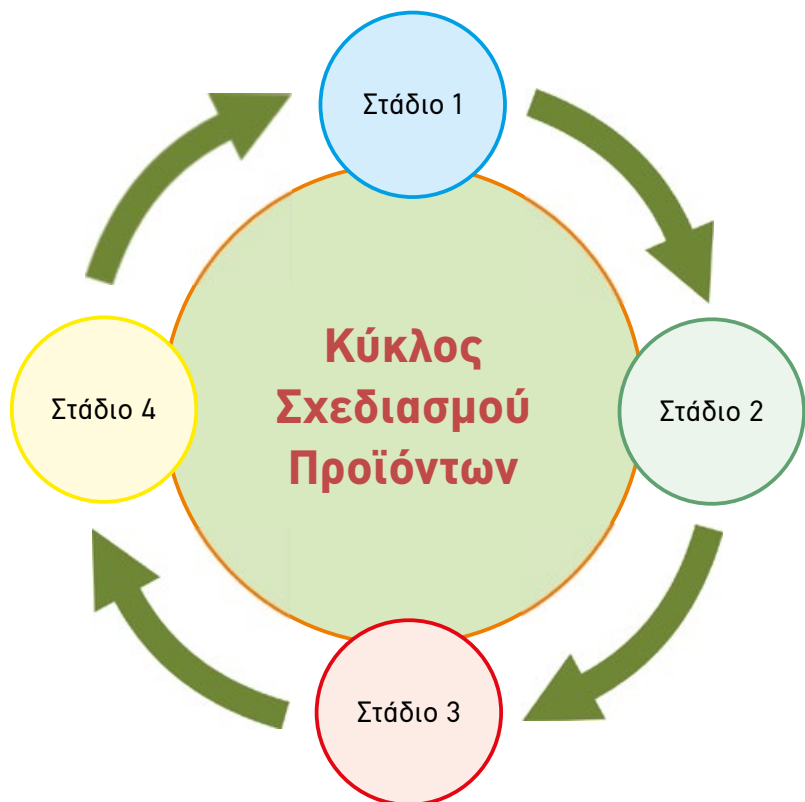 Στάδιο 1
Κύκλος
Σχεδιασμού
Προϊόντων
Στάδιο 4
Στάδιο 2
Στάδιο 3